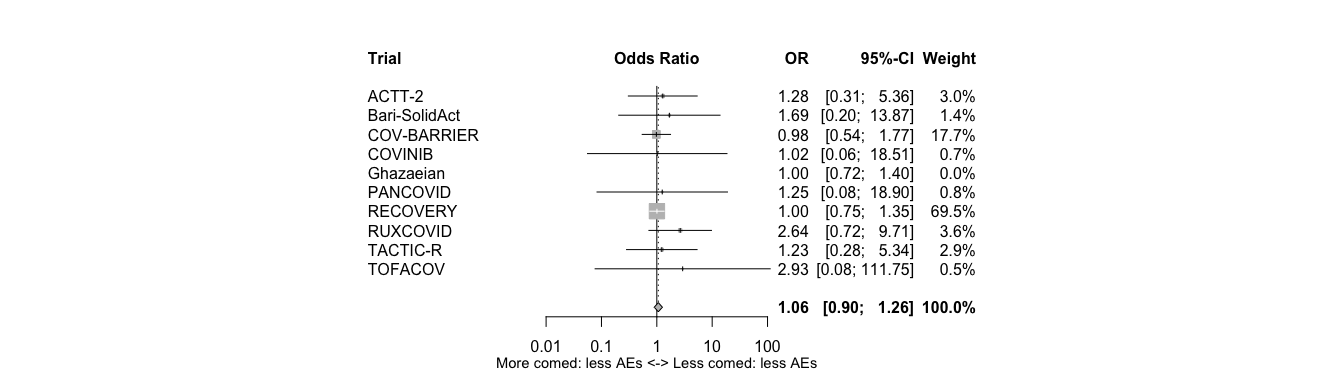 Trial Odds Ratio OR 95%-CI Weight
ACTT-2 1.28 [0.31; 5.36] 3.0%
Bari-SolidAct 1.69 [0.20; 13.87] 1.4%
COV-BARRIER 0.98 [0.54; 1.77] 17.7%
COVINIB 1.02 [0.06; 18.51] 0.7%
Ghazaeian 1.00 [0.72; 1.40] 0.0%
PANCOVID 1.25 [0.08; 18.90] 0.8%
RECOVERY 1.00 [0.75; 1.35] 69.5%
RUXCOVID 2.64 [0.72; 9.71] 3.6%
TACTIC-R 1.23 [0.28; 5.34] 2.9%
TOFACOV 2.93 [0.08; 111.75] 0.5%
1.06 [0.90; 1.26] 100.0%
0.01 0.1 1 10 100
More comed: less AEs <-> Less comed: less AEs